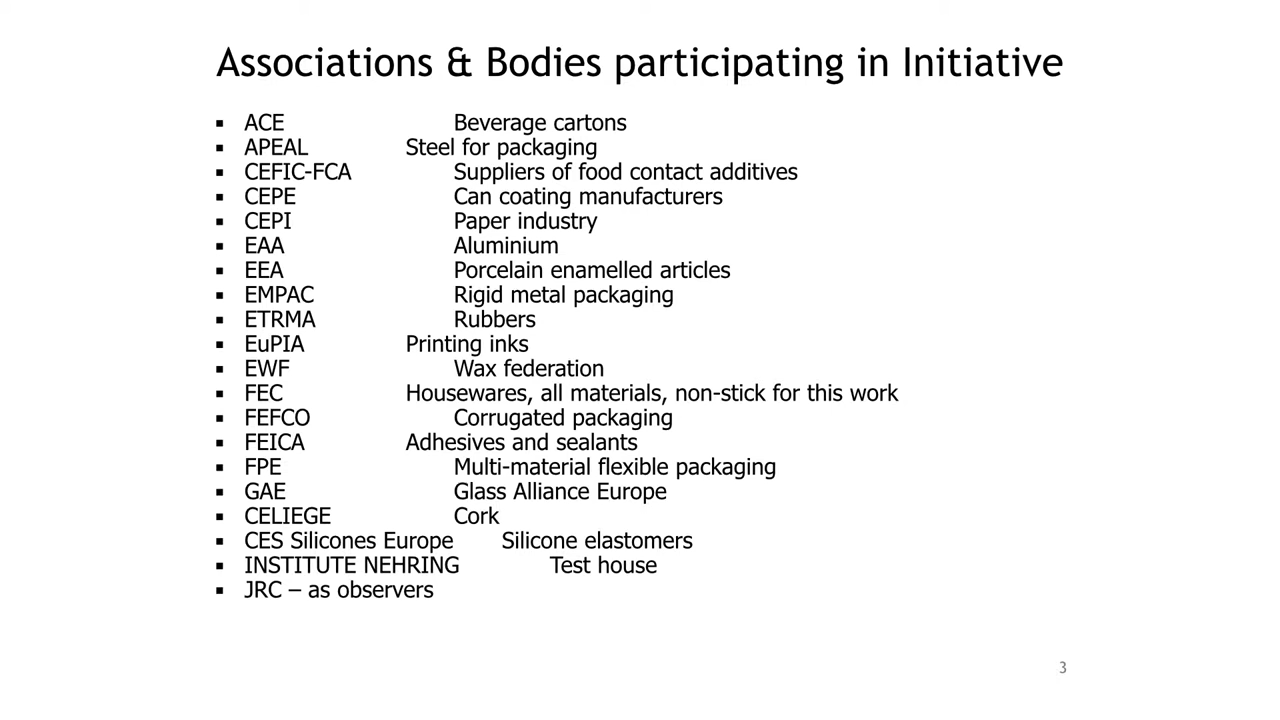 Associations & Bodies participating in Initiative
▪ ACE Beverage cartons
▪ APEAL Steel for packaging
▪ CEFIC-FCA Suppliers of food contact additives
▪ CEPE Can coating manufacturers
▪ CEPI Paper industry
▪ EAA Aluminium
▪ EEA Porcelain enamelled articles
▪ EMPAC Rigid metal packaging
▪ ETRMA Rubbers
▪ EuPIA Printing inks
▪ EWF Wax federation
▪ FEC Housewares, all materials, non-stick for this work
▪ FEFCO Corrugated packaging
▪ FEICA Adhesives and sealants
▪ FPE Multi-material flexible packaging
▪ GAE Glass Alliance Europe
▪ CELIEGE Cork
▪ CES Silicones Europe Silicone elastomers
▪ INSTITUTE NEHRING Test house
▪ JRC – as observers
3